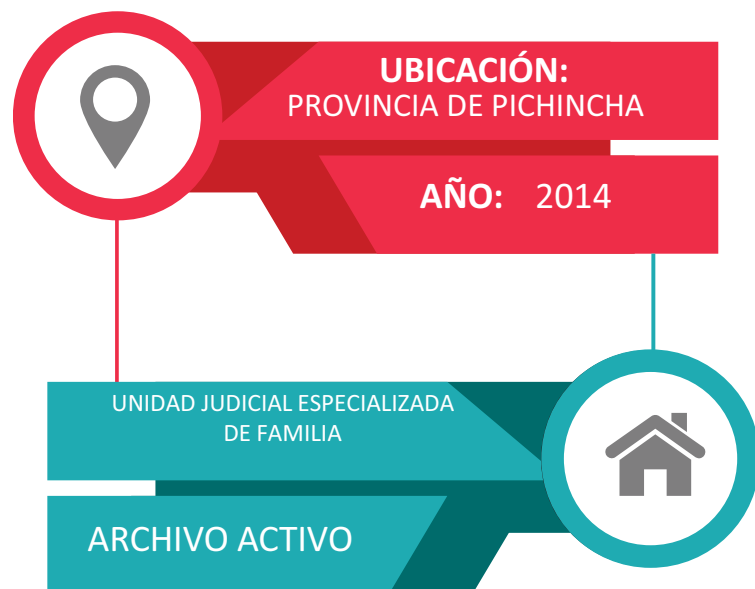 UBICACIÓN:
PROVINCIA DE PICHINCHA
AÑO: 2014
UNIDAD JUDICIAL ESPECIALIZADA
DE FAMILIA
ARCHIVO ACTIVO